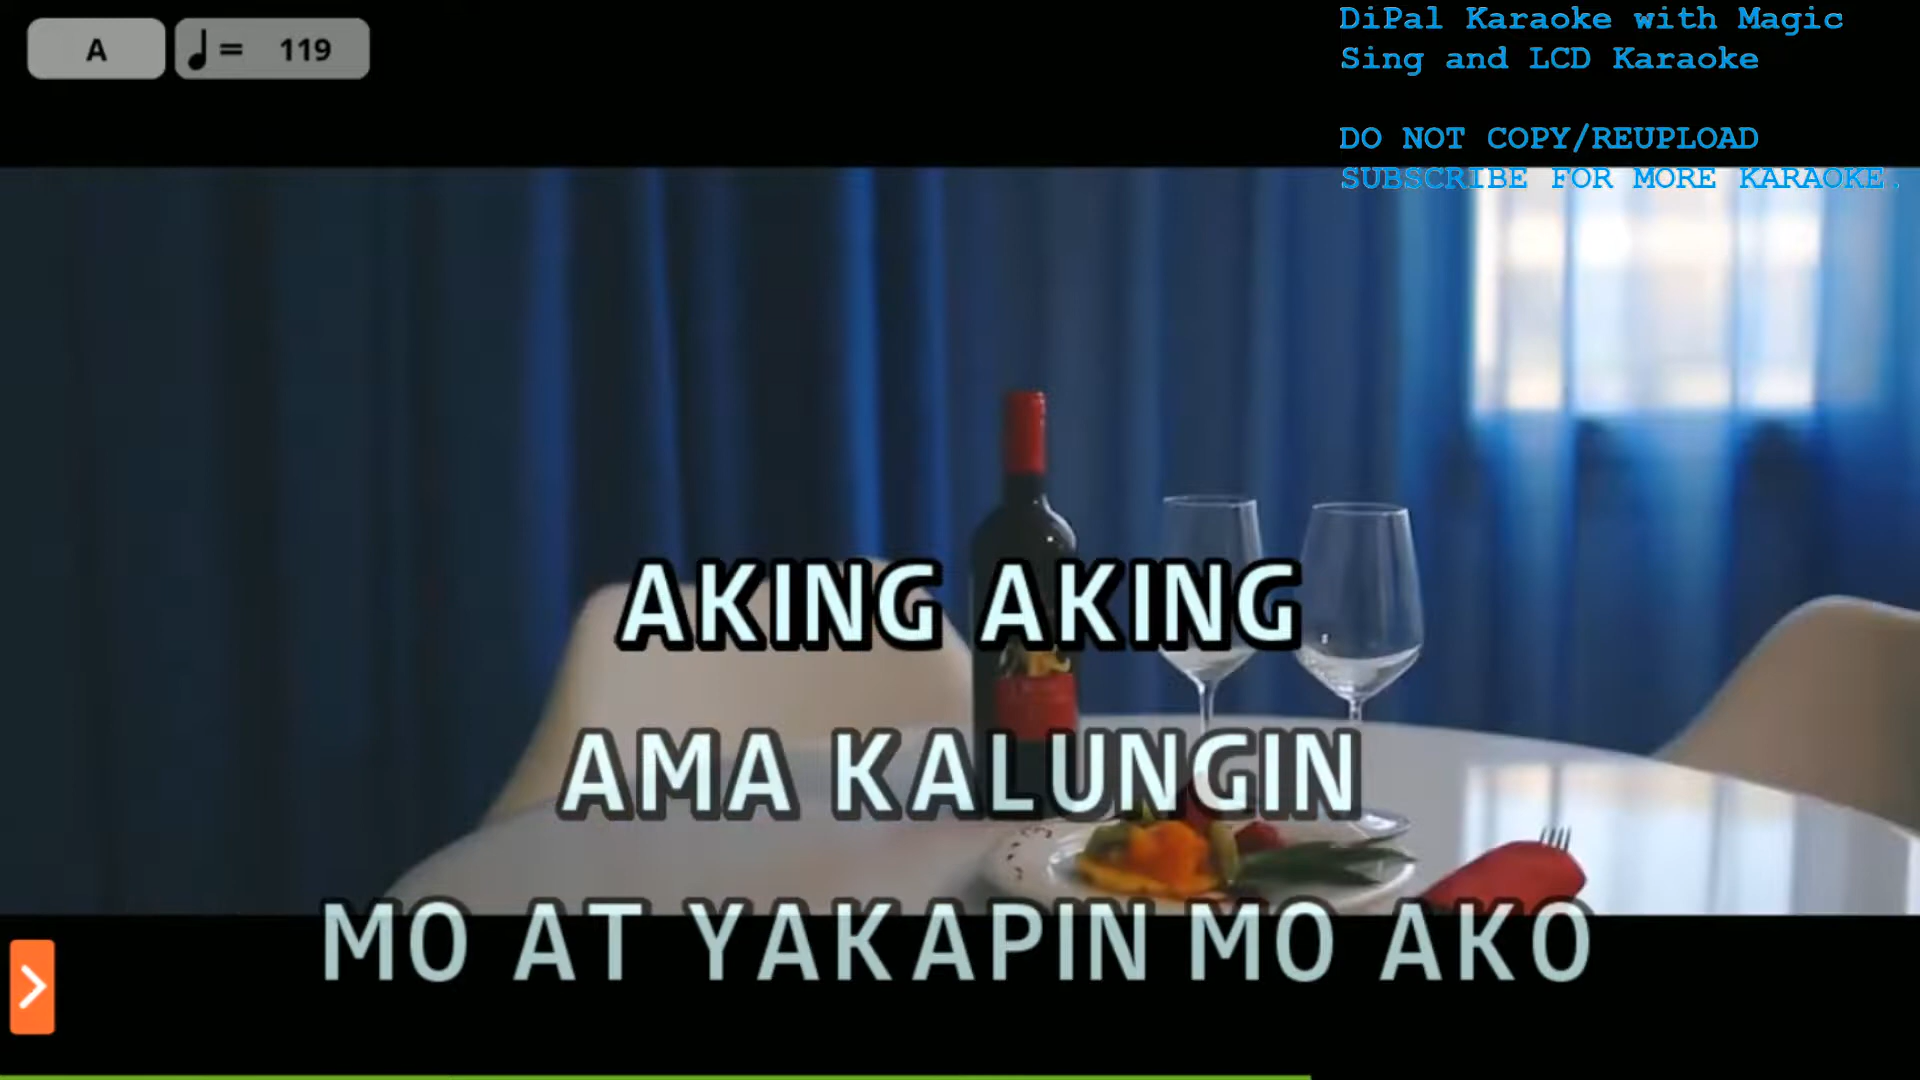 A
♩ = 119
DiPal Karaoke with Magic
Sing and LCD Karaoke
DO NOT COPY/REUPLOAD
SUBSCRIBE FOR MORE KARAOKE.
AKING AKING
AMA KALUNGIN
MO AT YAKAPIN MO AKO